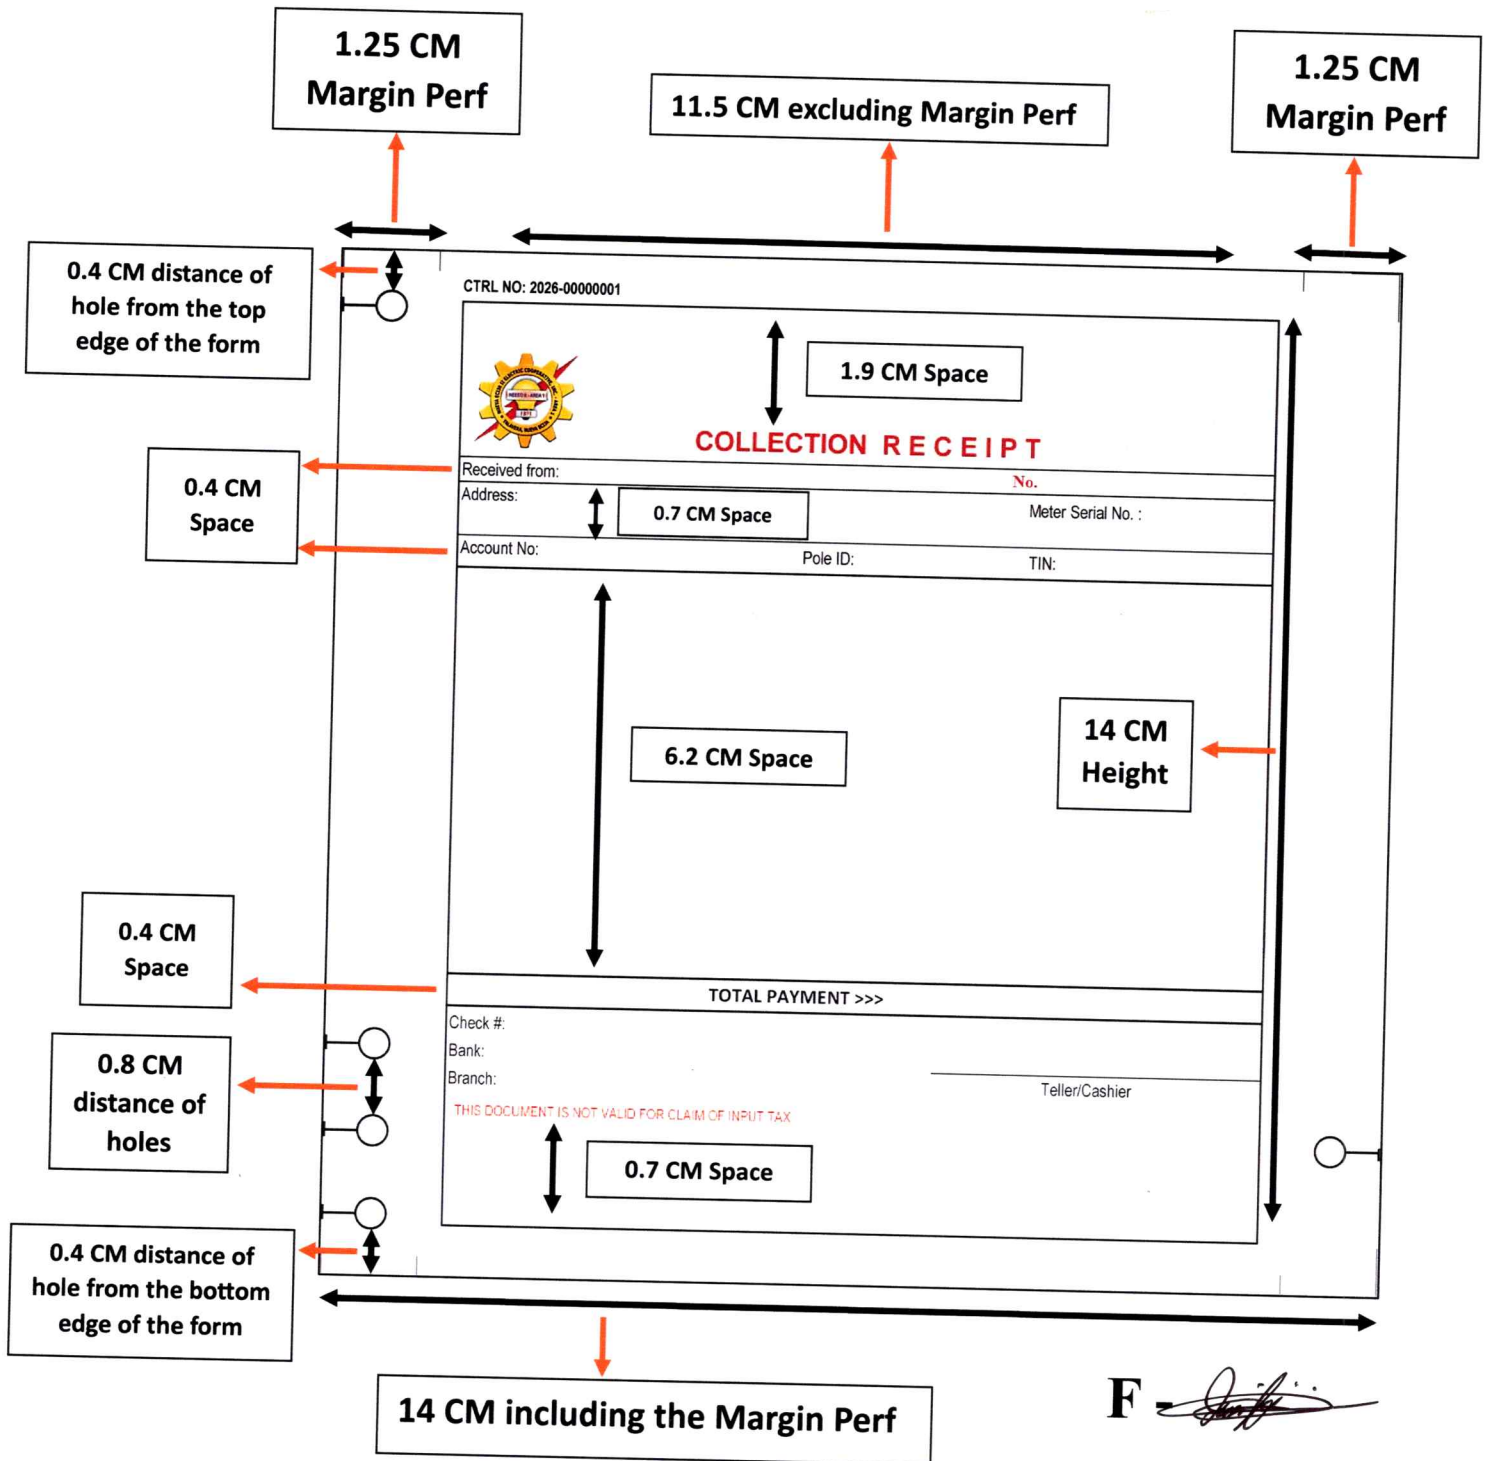 1.25 CM
Margin Perf
11.5 CM excluding Margin Perf
1.25 CM
Margin Perf
0.4 CM distance of
hole from the top
edge of the form
CTRL NO: 2026-00000001
1.9 CM Space
COLLECTION RECEIPT
0.4 CM
Space
Received from:
No.
Address:
0.7 CM Space
Meter Serial No. :
Account No:
Pole ID:
TIN:
6.2 CM Space
14 CM
Height
0.4 CM
Space
TOTAL PAYMENT >>>
Check #:
Bank:
Branch:
Teller/Cashier
0.8 CM
distance of
holes
THIS DOCUMENT IS NOT VALID FOR CLAIM OF INPUT TAX
0.7 CM Space
0.4 CM distance of
hole from the bottom
edge of the form
14 CM including the Margin Perf
F -